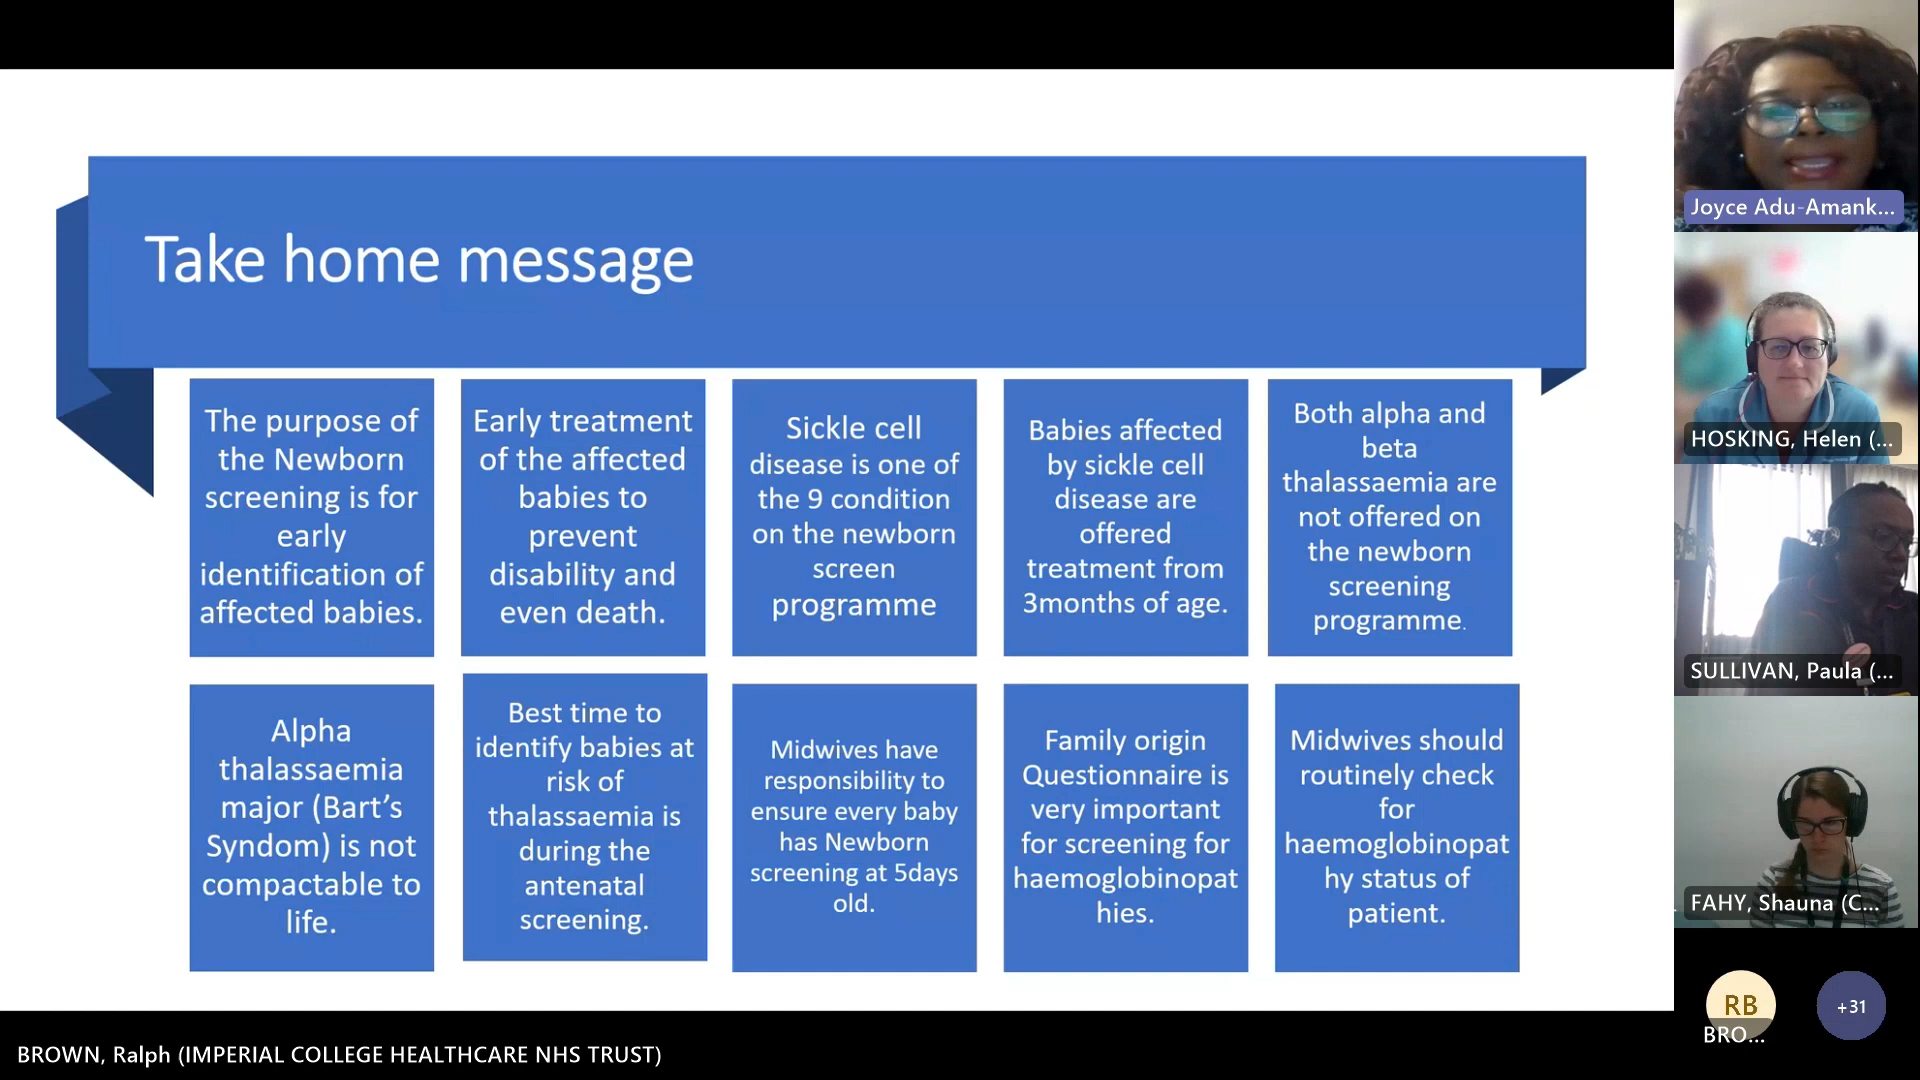 Take home message
The purpose of
the Newborn
screening is for
early
identification of
affected babies.
Early treatment
of the affected
babies to
prevent
disability and
even death.
Sickle cell
disease is one of
the 9 condition
on the newborn
screen
programme
Babies affected
by sickle cell
disease are
offered
treatment from
3months of age.
Both alpha and
beta
thalassaemia are
not offered on
the newborn
screening
programme.
Alpha
thalassaemia
major (Bart’s
Syndom) is not
compactable to
life.
Best time to
identify babies at
risk of
thalassaemia is
during the
antenatal
screening.
Midwives have
responsibility to
ensure every baby
has Newborn
screening at 5days
old.
Family origin
Questionnaire is
very important
for screening for
haemoglobinopat
hies.
Midwives should
routinely check
for
haemoglobinopat
hy status of
patient.
Joyce Adu-Amank...
HOSKING, Helen (...
SULLIVAN, Paula (...
FAHY, Shauna (C...
RB
BRO...
+31
BROWN, Ralph (IMPERIAL COLLEGE HEALTHCARE NHS TRUST)